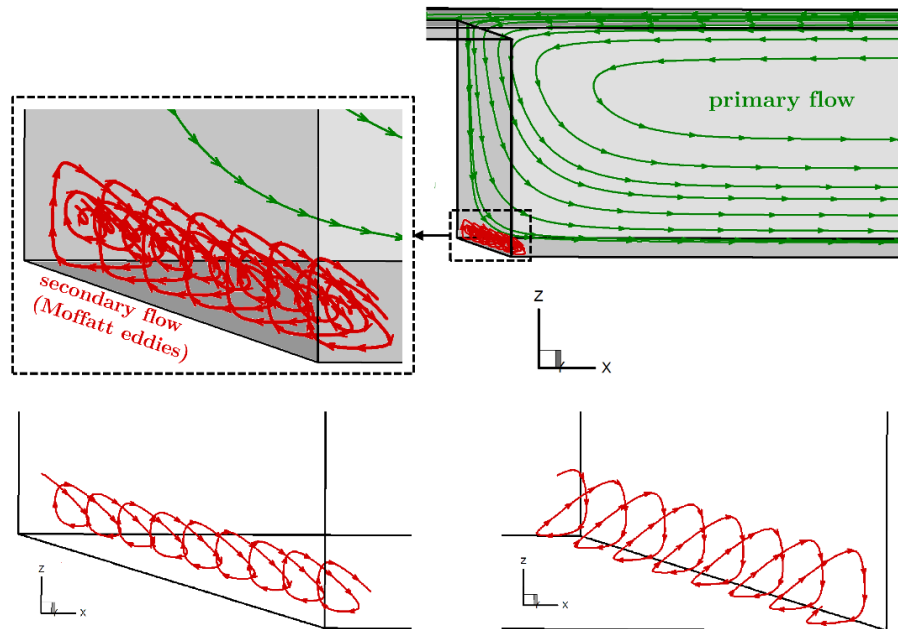 primary flow
secondary flow
(Moffatt eddies)
z
x
z
x
z
x